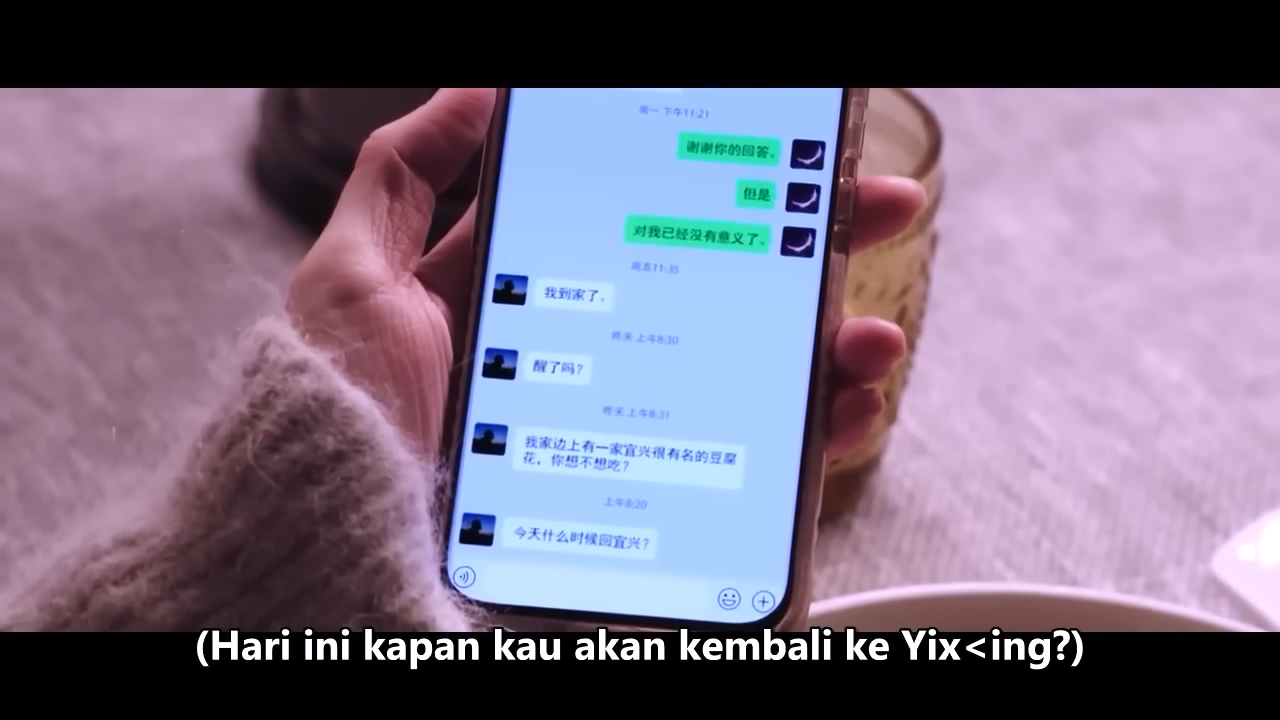 周一 下午11:21
谢谢你的回答。
但是
对我已经没有意义了。
周五11:35
我到家了。
昨天 上午8:30
醒了吗?
昨天 上午8:31
我家边上有一家宜兴很有名的豆腐
花，你想不想吃?
上午8:20
今天什么时候回宜兴?
(Hari ini kapan kau akan kembali ke Yix<ing?)